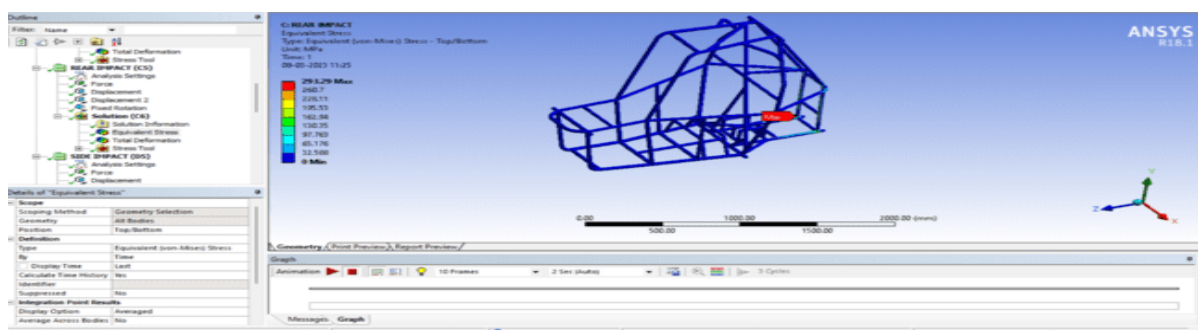 Outline
Filter: Name
Total Deformation
Stress Tool
REAR IMPACT (C5)
Analysis Settings
Force
Displacement
Displacement 2
Fixed Rotation
Solution (C6)
Solution Information
Equivalent Stress
Total Deformation
Stress Tool
SIDE IMPACT (D5)
Analysis Settings
Force
Displacement
Details of "Equivalent Stress"
Scope
Scoping Method Geometry Selection
Geometry All Bodies
Position Top/Bottom
Definition
Type Equivalent (von-Mises) Stress
By Time
Display Time Last
Calculate Time History Yes
Identifier
Suppressed No
Integration Point Results
Display Option Averaged
Average Across Bodies No
C: REAR IMPACT
Equivalent Stress
Type: Equivalent (von-Mises) Stress - Top/Bottom
Unit: MPa
Time: 1
09-05-2023 11:25
293.29 Max
260.7
228.11
195.53
162.94
130.35
97.763
65.176
32.588
0 Min
Max
ANSYS
R18.1
Y
Z
X
0.00 1000.00 2000.00 (mm)
500.00 1500.00
Geometry Print Preview Report Preview
Graph
Animation 10 Frames 2 Sec (Auto) 3 Cycles
Messages Graph